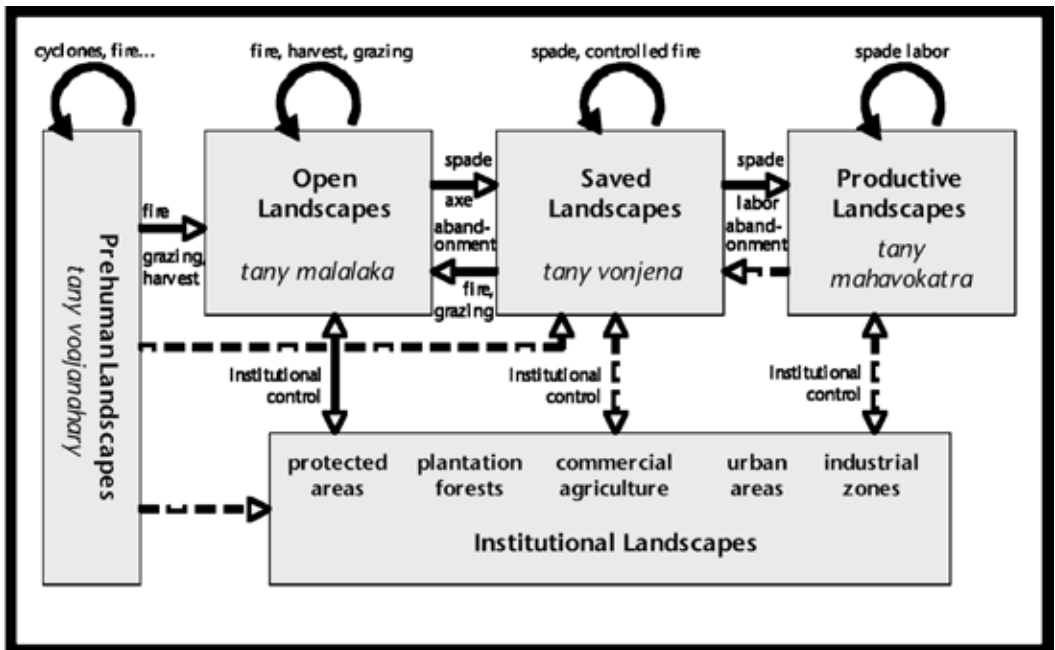 cyclones, fire...
fire, harvest, grazing
spade, controlled fire
spade labor
Prehuman Landscapes
tany voajanahary
fire
grazing,
harvest
Open
Landscapes
tany malalaka
spade
axe
aband-
onment
fire,
grazing
Saved
Landscapes
tany vonjena
spade
labor
aband-
onment
Productive
Landscapes
tany
mahavokatra
Institutional
control
Institutional
control
Institutional
control
protected
areas
plantation
forests
commercial
agriculture
urban
areas
industrial
zones
Institutional Landscapes